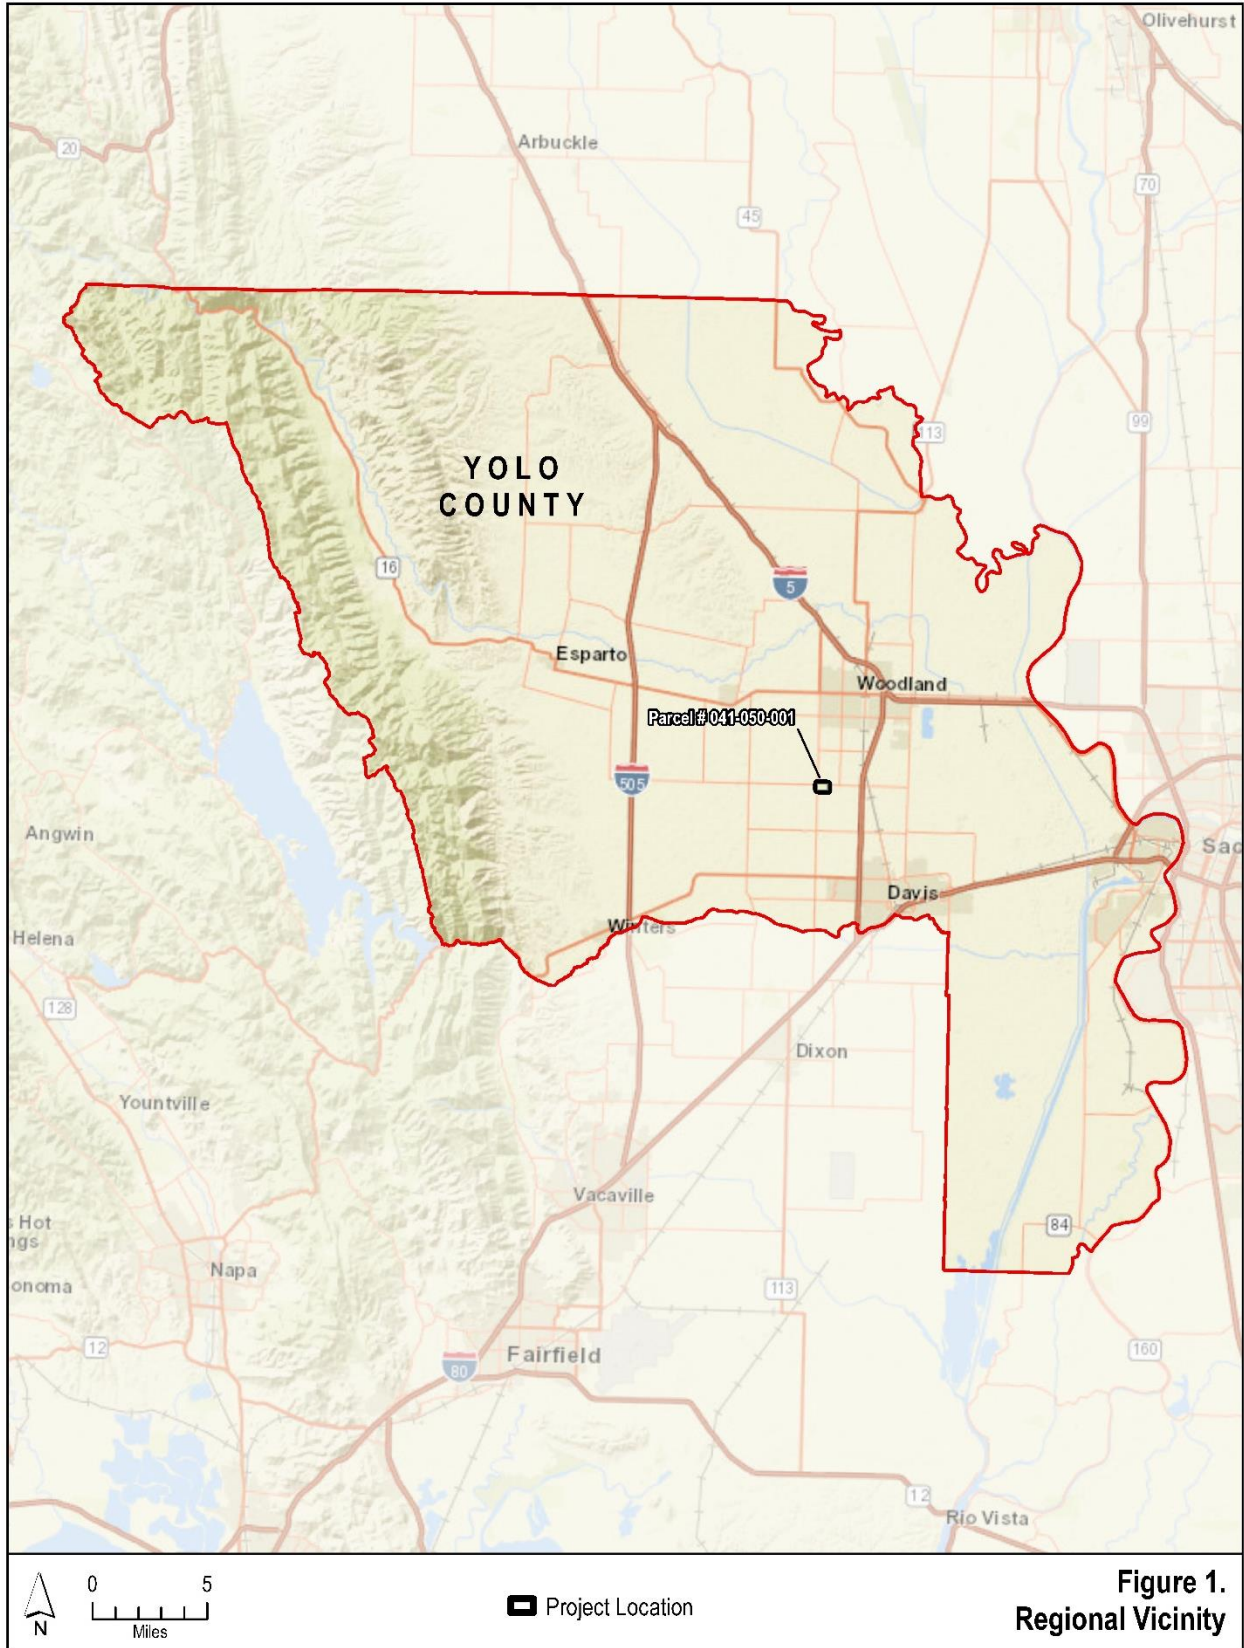 Olivehurst
Arbuckle
20
70
45
99
113
YOLO
COUNTY
16
5
Esparto
Woodland
Parcel # 041-050-001
505
Angwin
Sac
Davis
Winters
Helena
128
Dixon
Yountville
Vacaville
84
s Hot
ngs
Napa
onoma
113
12
160
80
Fairfield
12
Rio Vista
N
0 5
Miles
Project Location
Figure 1.
Regional Vicinity